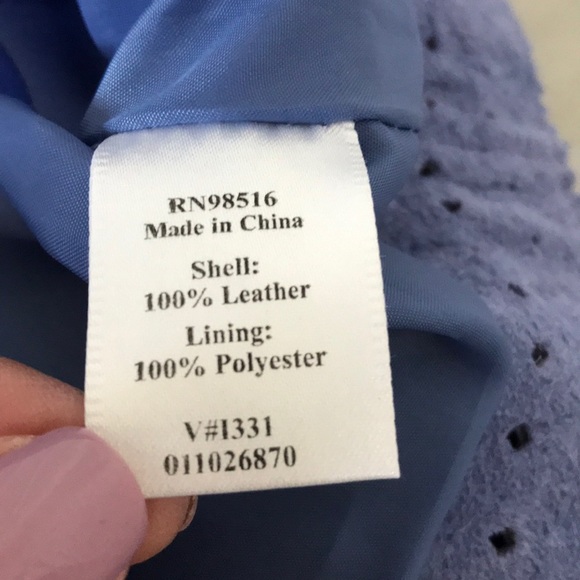 RN98516
Made in China
Shell:
100% Leather
Lining:
100% Polyester
V#I331
011026870